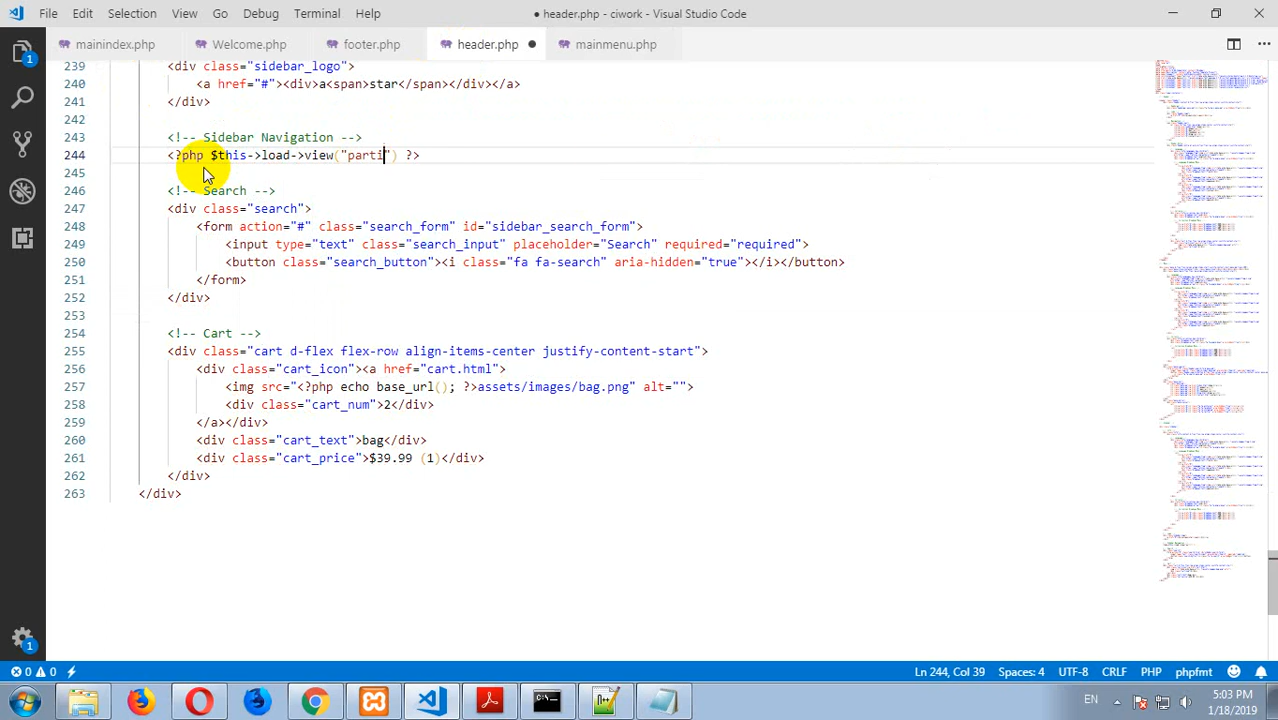 File Edit Selection View Go Debug Terminal Help
● header.php - ciwork - Visual Studio Code
mainindex.php Welcome.php footer.php header.php ● mainmenu.php
239 <div class="sidebar_logo">
240 <a href="#"><div>a<span>star</span></div></a>
241 </div>
242
243 <!-- Sidebar Navigation -->
244 <?php $this->load->view("parti") ?>
245
246 <!-- Search -->
247 <div class="search">
248 <form action="#" class="search_form" id="sidebar_search_form">
249 <input type="text" class="search_input" placeholder="Search" required="required">
250 <button class="search_button"><i class="fa fa-search" aria-hidden="true"></i></button>
251 </form>
252 </div>
253
254 <!-- Cart -->
255 <div class="cart d-flex flex-row align-items-center justify-content-start">
256 <div class="cart_icon"><a href="cart.html">
257 <img src="<?php echo base_url(); ?>assets/images/bag.png" alt="">
258 <div class="cart_num">2</div>
259 </a></div>
260 <div class="cart_text">bag</div>
261 <div class="cart_price">$39.99 (1)</div>
262 </div>
263 </div>
1
1
0 0
Ln 244, Col 39 Spaces: 4 UTF-8 CRLF PHP phpfmt
EN
5:03 PM
1/18/2019